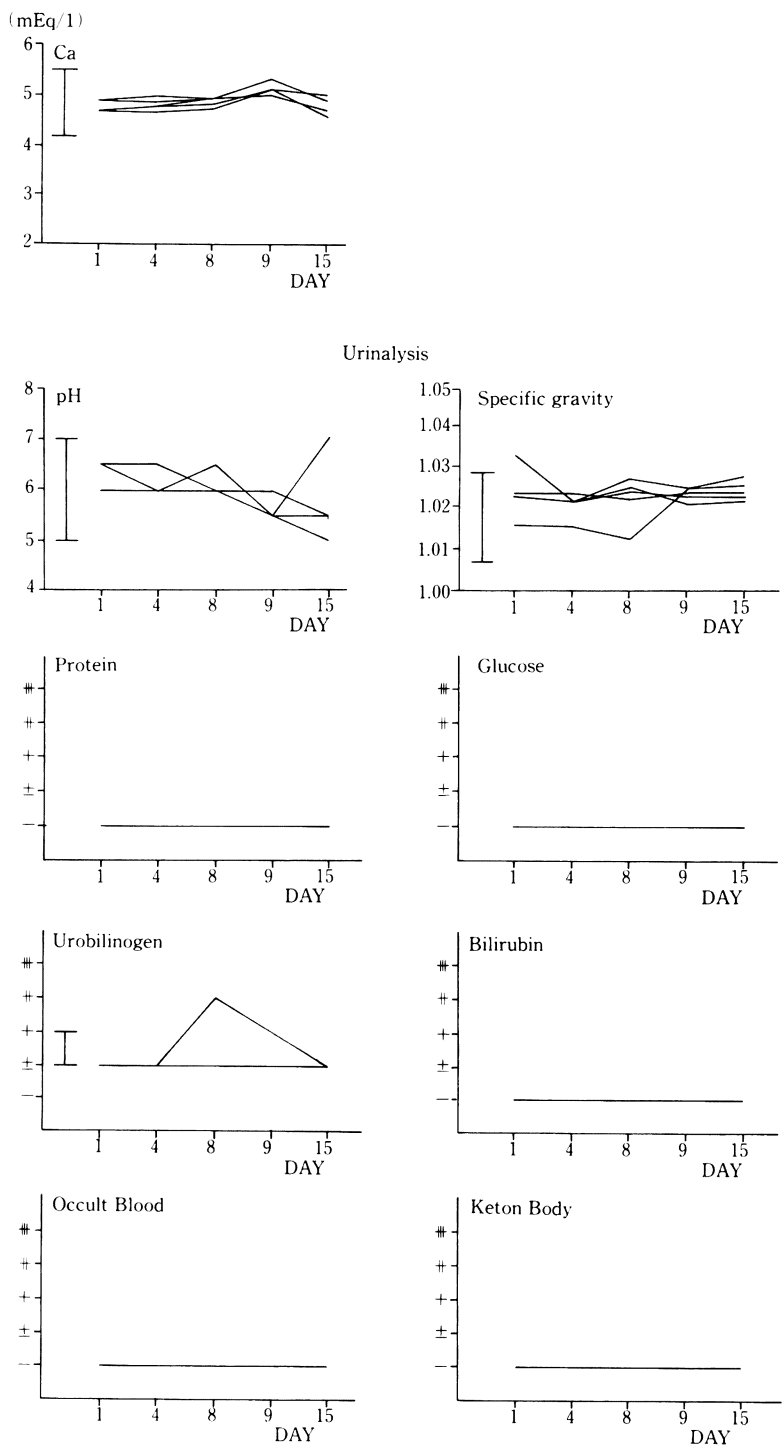 (mEq/1)
Ca
6
5
4
3
2
1 4 8 9 15
DAY
Urinalysis
pH
8
7
6
5
4
1 4 8 9 15
DAY
Specific gravity
1.05
1.04
1.03
1.02
1.01
1.00
1 4 8 9 15
DAY
Protein
⧻
⧺
+
±
−
1 4 8 9 15
DAY
Glucose
⧻
⧺
+
±
−
1 4 8 9 15
DAY
Urobilinogen
⧻
⧺
+
±
−
1 4 8 9 15
DAY
Bilirubin
⧻
⧺
+
±
−
1 4 8 9 15
DAY
Occult Blood
⧻
⧺
+
±
−
1 4 8 9 15
DAY
Keton Body
⧻
⧺
+
±
−
1 4 8 9 15
DAY